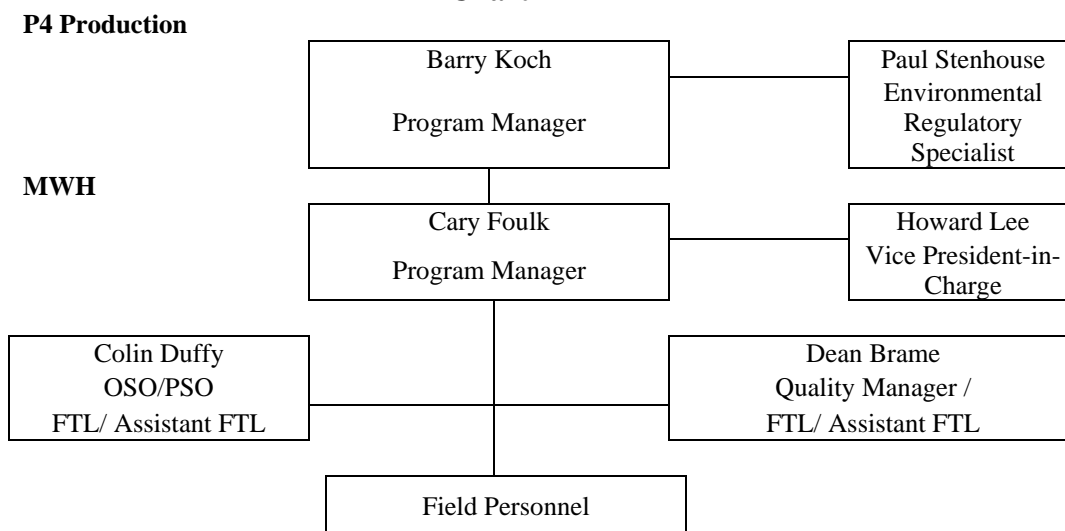 P4 Production
Barry Koch
Program Manager
Paul Stenhouse
Environmental
Regulatory
Specialist
MWH
Cary Foulk
Program Manager
Howard Lee
Vice President-in-
Charge
Colin Duffy
OSO/PSO
FTL/ Assistant FTL
Dean Brame
Quality Manager /
FTL/ Assistant FTL
Field Personnel